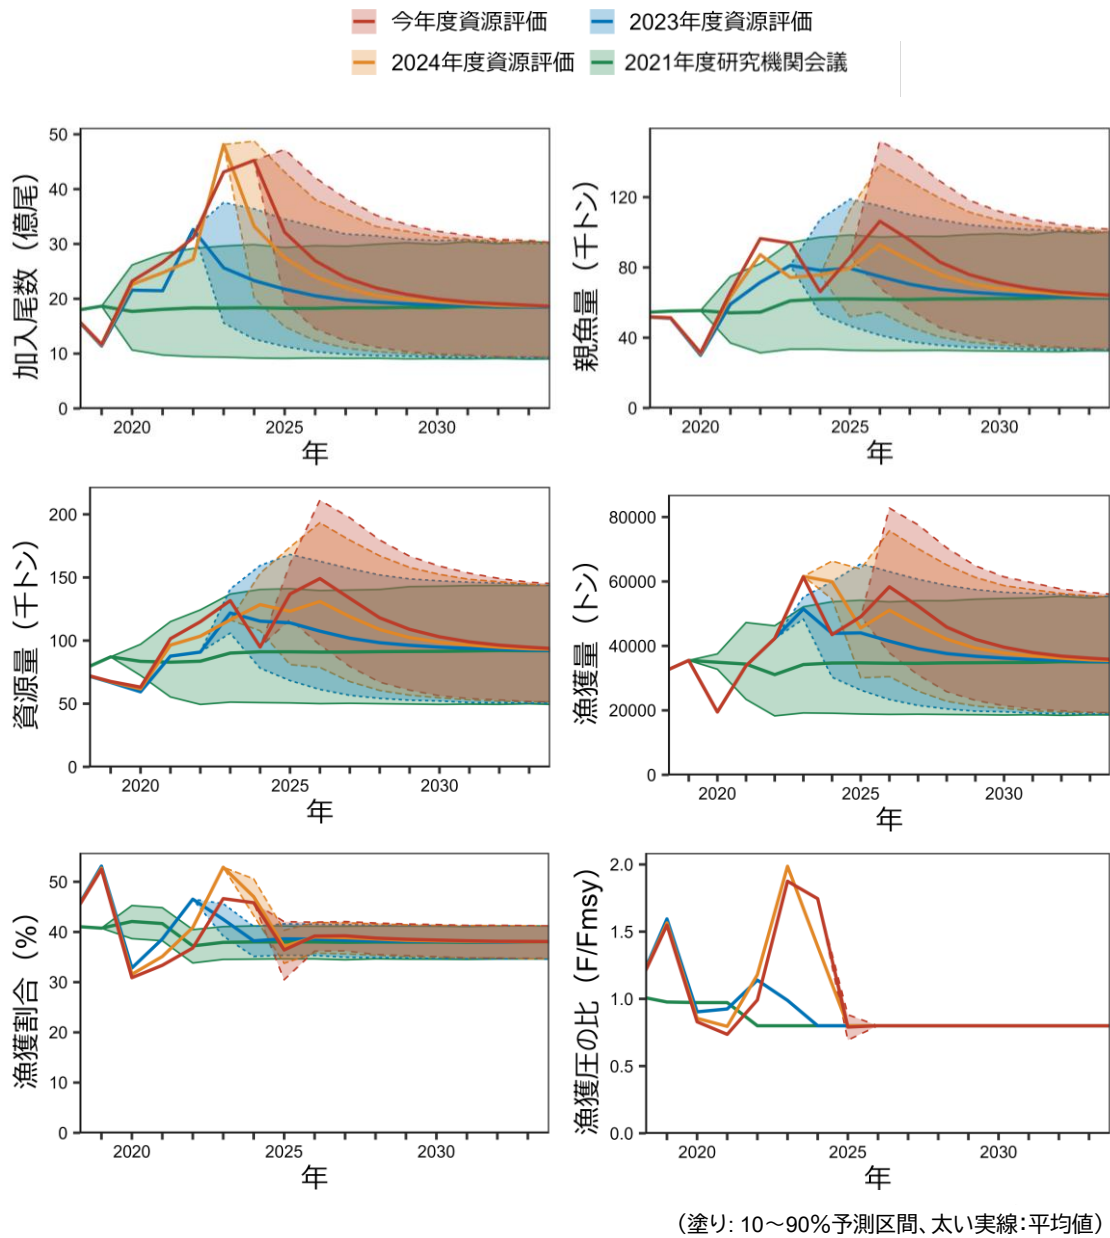 今年度資源評価 2023年度資源評価
2024年度資源評価 2021年度研究機関会議
加入尾数（億尾）
50
40
30
20
10
0
2020 2025 2030
年
親魚量（千トン）
120
80
40
0
2020 2025 2030
年
資源量（千トン）
200
150
100
50
0
2020 2025 2030
年
漁獲量（トン）
80000
60000
40000
20000
0
2020 2025 2030
年
漁獲割合（%）
50
40
30
20
10
0
2020 2025 2030
年
漁獲圧の比（F/Fmsy）
2.0
1.5
1.0
0.5
0.0
2020 2025 2030
年
（塗り: 10～90%予測区間、太い実線：平均値）